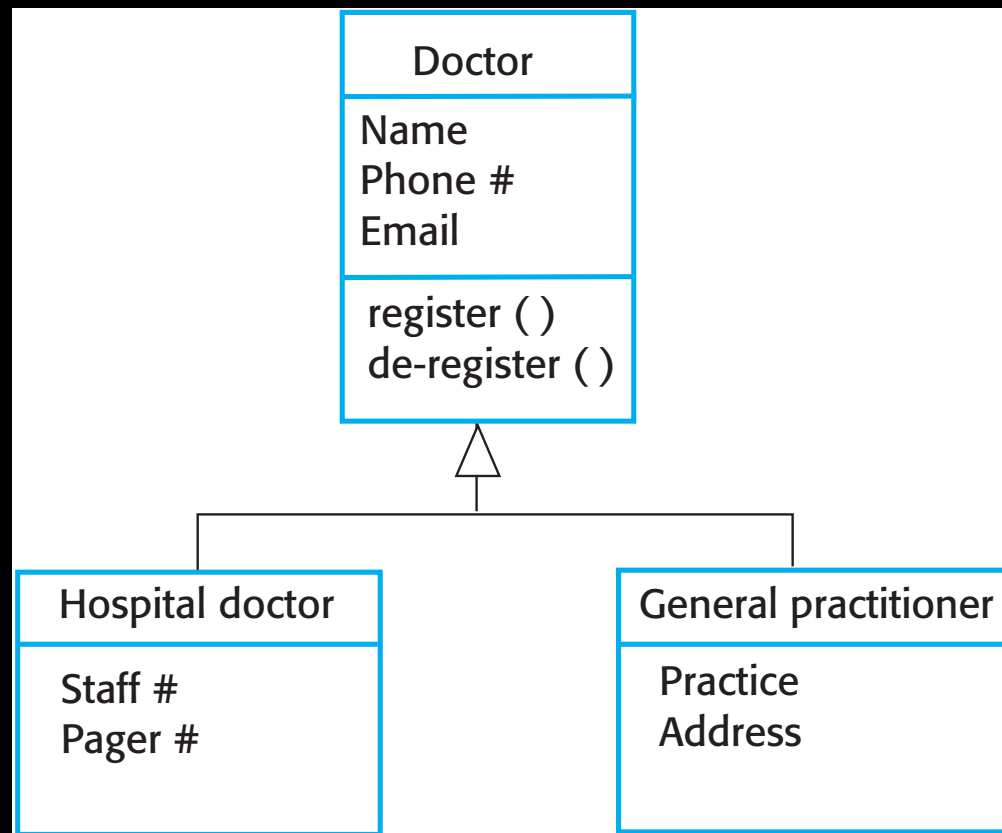 Doctor
Name
Phone #
Email
register ( )
de-register ( )
Hospital doctor
Staff #
Pager #
General practitioner
Practice
Address